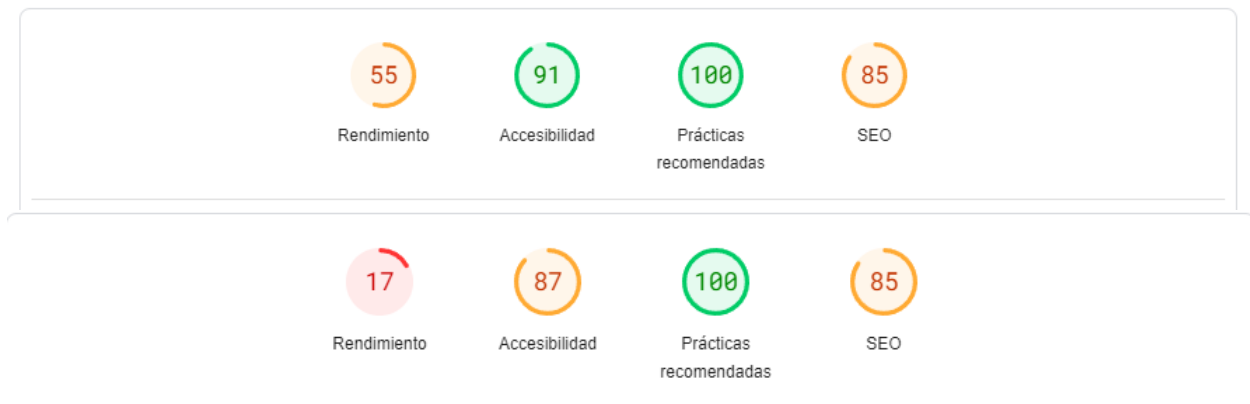 55 91 100 85
Rendimiento Accesibilidad Prácticas recomendadas SEO
17 87 100 85
Rendimiento Accesibilidad Prácticas recomendadas SEO